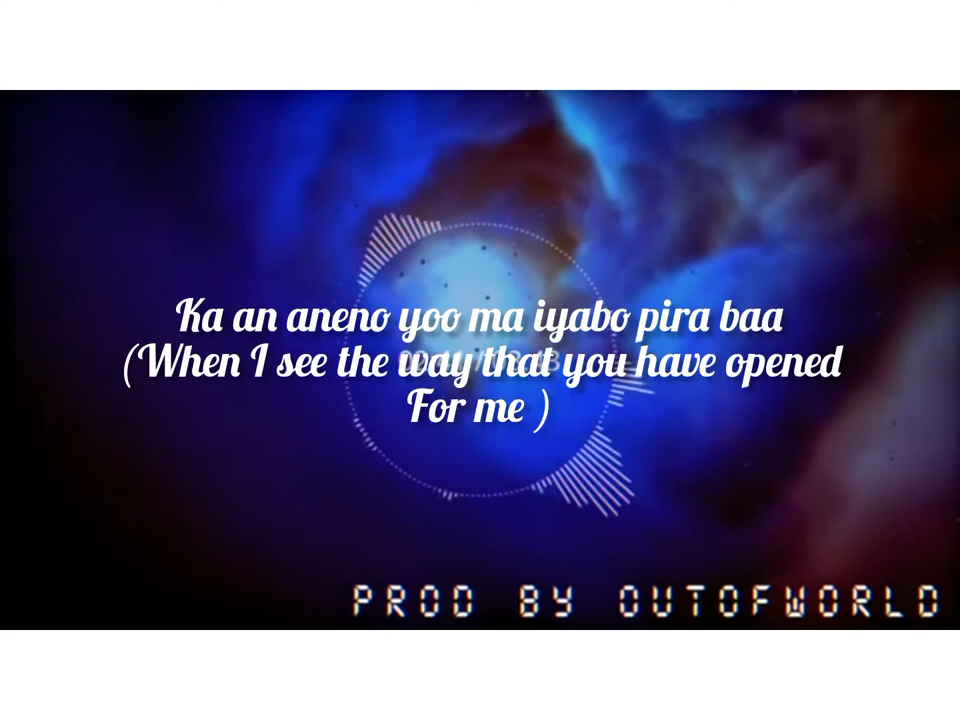 Ka an aneno yoo ma iyabo pira baa
(When I see the way that you have opened
For me )
PROD BY OUTOFWORLD